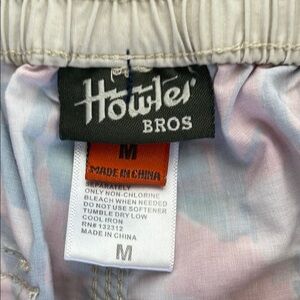 Howler
BROS
M
MADE IN CHINA
SEPARATELY
ONLY NON-CHLORINE
BLEACH WHEN NEEDED
DO NOT USE SOFTENER
TUMBLE DRY LOW
COOL IRON
RN# 132312
MADE IN CHINA
M